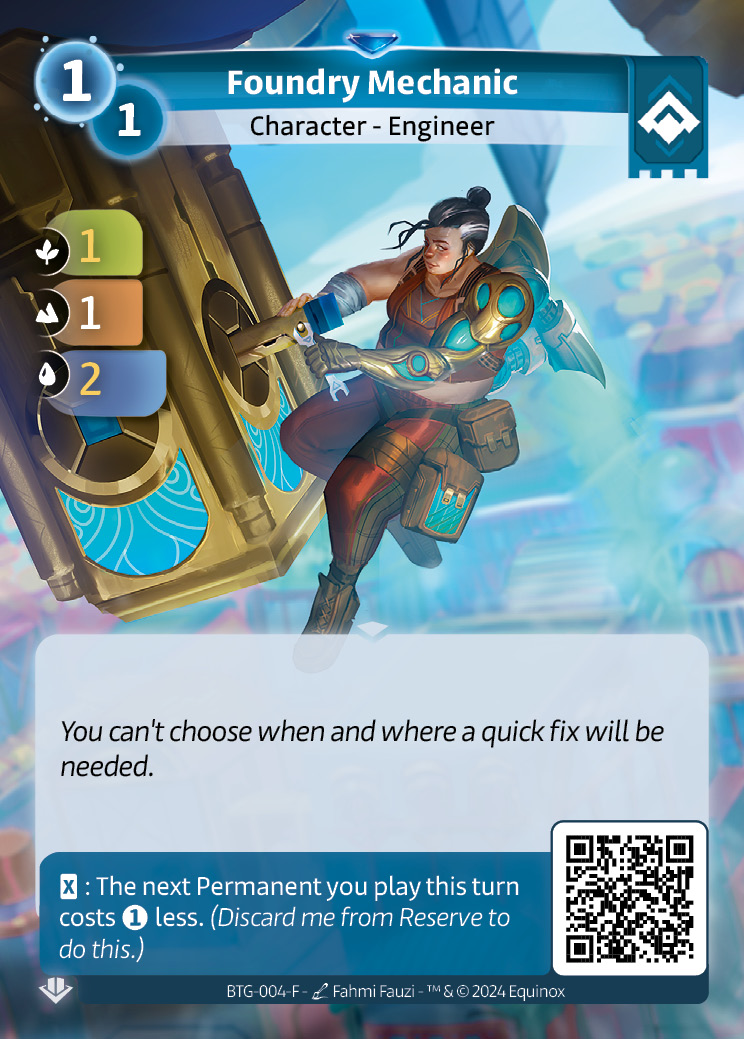 1
1
Foundry Mechanic
Character - Engineer
1
1
2
You can't choose when and where a quick fix will be
needed.
X : The next Permanent you play this turn
costs 1 less. (Discard me from Reserve to
do this.)
BTG-004-F - Fahmi Fauzi - ™ & © 2024 Equinox